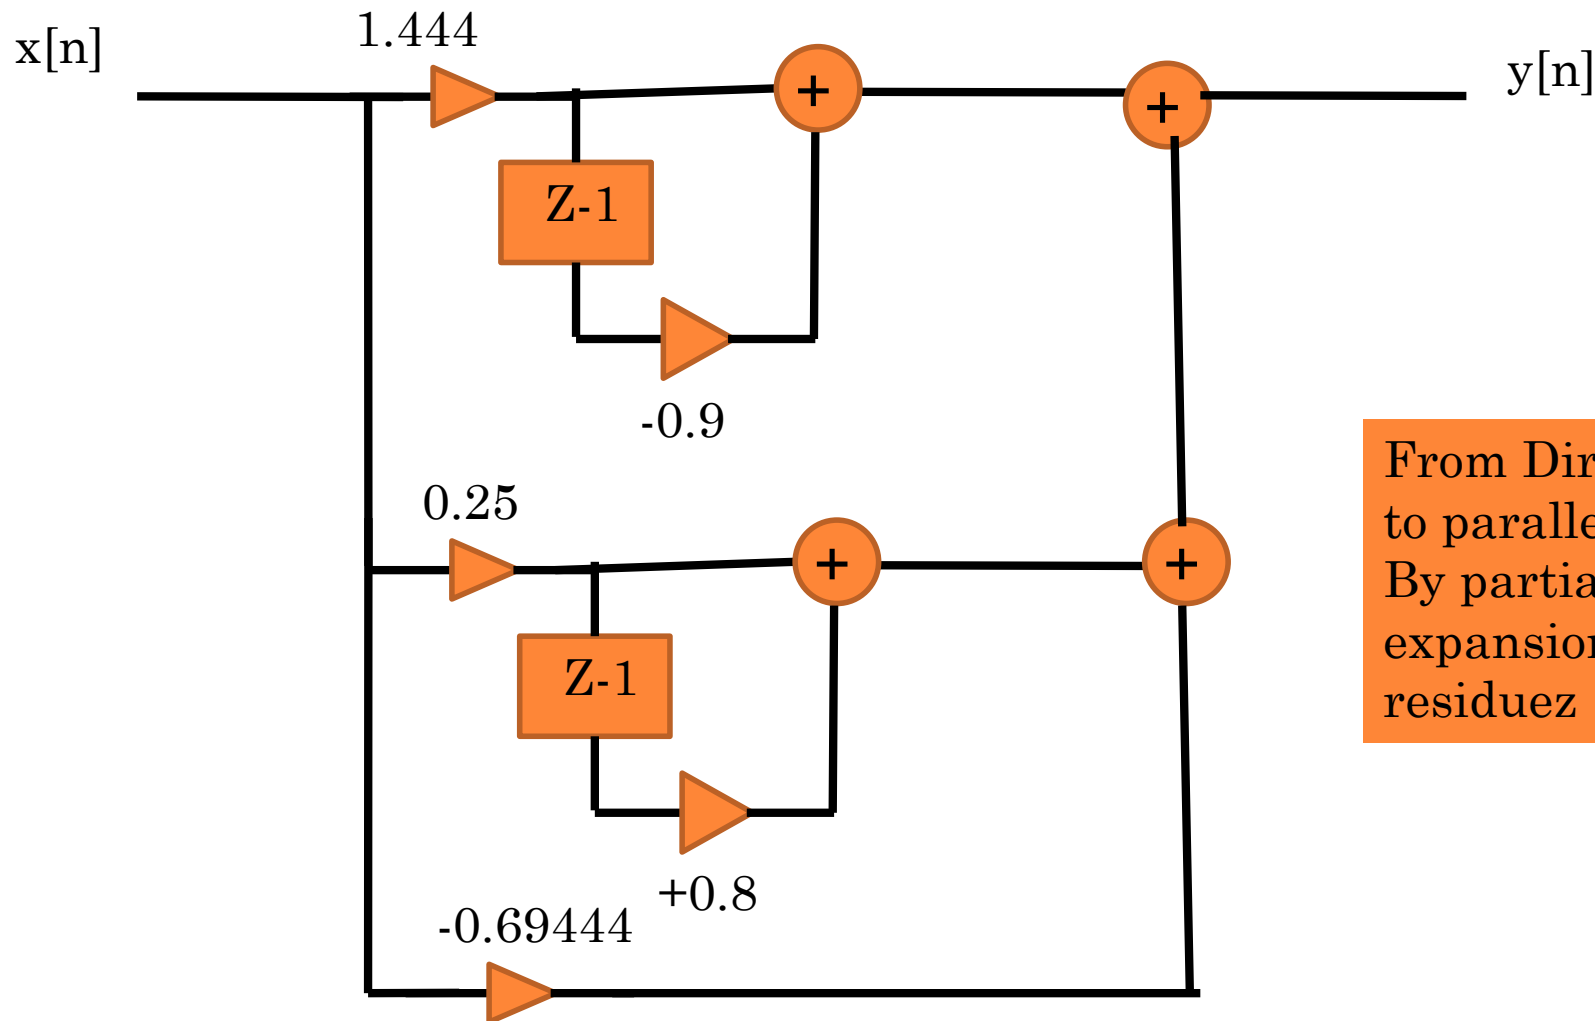 x[n]
1.444
+
+
y[n]
Z-1
-0.9
0.25
+
+
Z-1
+0.8
-0.69444
From Dir
to paralle
By partia
expansion
residuez